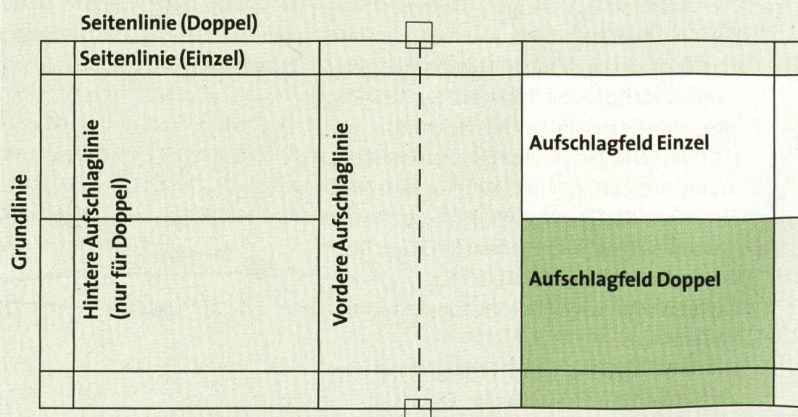 Seitenlinie (Doppel)
Seitenlinie (Einzel)
Grundlinie
Hintere Aufschlaglinie
(nur für Doppel)
Vordere Aufschlaglinie
Aufschlagfeld Einzel
Aufschlagfeld Doppel